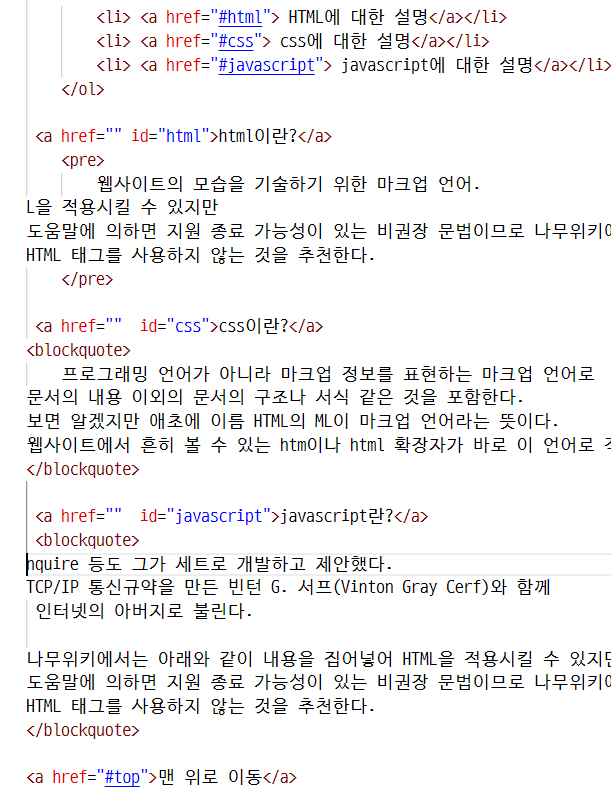 <li> <a href="#html"> HTML에 대한 설명</a></li>
<li> <a href="#css"> css에 대한 설명</a></li>
<li> <a href="#javascript"> javascript에 대한 설명</a></li>
</ol>
<a href="" id="html">html이란?</a>
<pre>
웹사이트의 모습을 기술하기 위한 마크업 언어.
L을 적용시킬 수 있지만
도움말에 의하면 지원 종료 가능성이 있는 비권장 문법이므로 나무위키에
HTML 태그를 사용하지 않는 것을 추천한다.
</pre>
<a href=""  id="css">css이란?</a>
<blockquote>
프로그래밍 언어가 아니라 마크업 정보를 표현하는 마크업 언어로
문서의 내용 이외의 문서의 구조나 서식 같은 것을 포함한다.
보면 알겠지만 애초에 이름 HTML의 ML이 마크업 언어라는 뜻이다.
웹사이트에서 흔히 볼 수 있는 htm이나 html 확장자가 바로 이 언어로
</blockquote>
<a href=""  id="javascript">javascript란?</a>
<blockquote>
nquire 등도 그가 세트로 개발하고 제안했다.
TCP/IP 통신규약을 만든 빈턴 G. 서프(Vinton Gray Cerf)와 함께
인터넷의 아버지로 불린다.
나무위키에서는 아래와 같이 내용을 집어넣어 HTML을 적용시킬 수 있지만
도움말에 의하면 지원 종료 가능성이 있는 비권장 문법이므로 나무위키에
HTML 태그를 사용하지 않는 것을 추천한다.
</blockquote>
<a href="#top">맨 위로 이동</a>